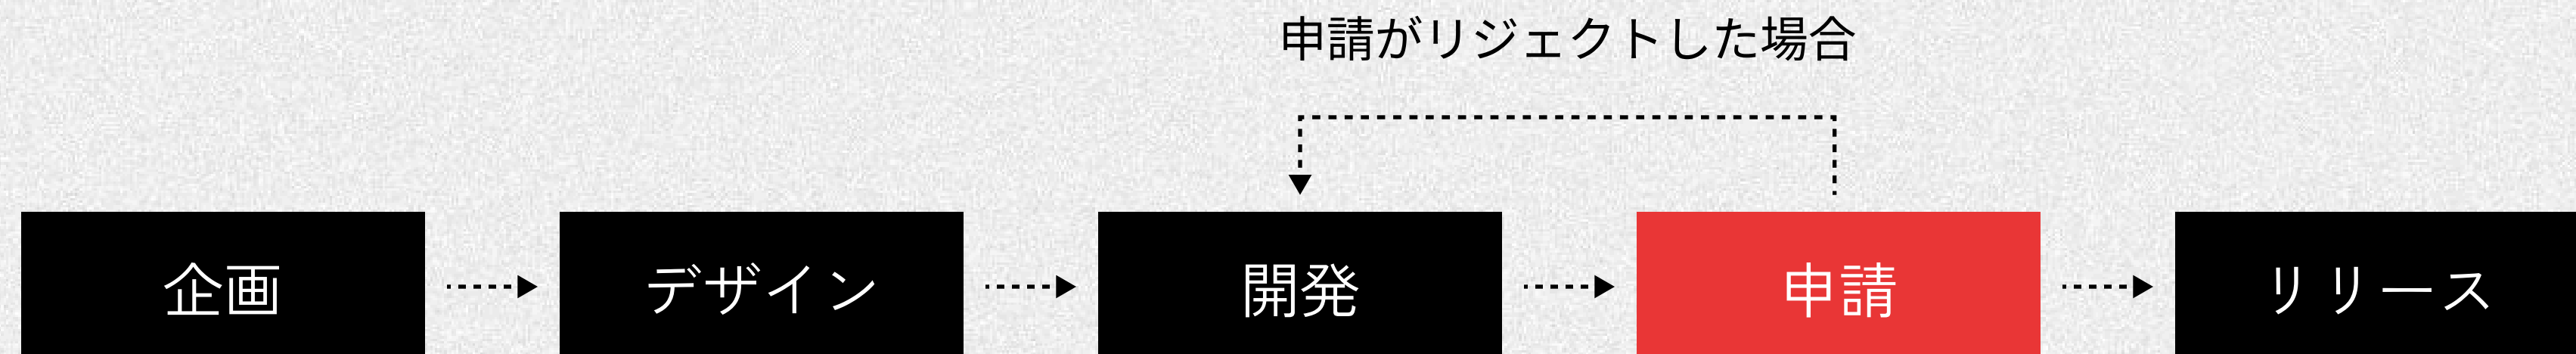 申請がリジェクトした場合
企画
デザイン
開発
申請
リリース